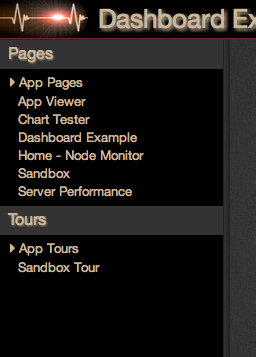 Dashboard Ex
Pages
App Pages
App Viewer
Chart Tester
Dashboard Example
Home - Node Monitor
Sandbox
Server Performance
Tours
App Tours
Sandbox Tour